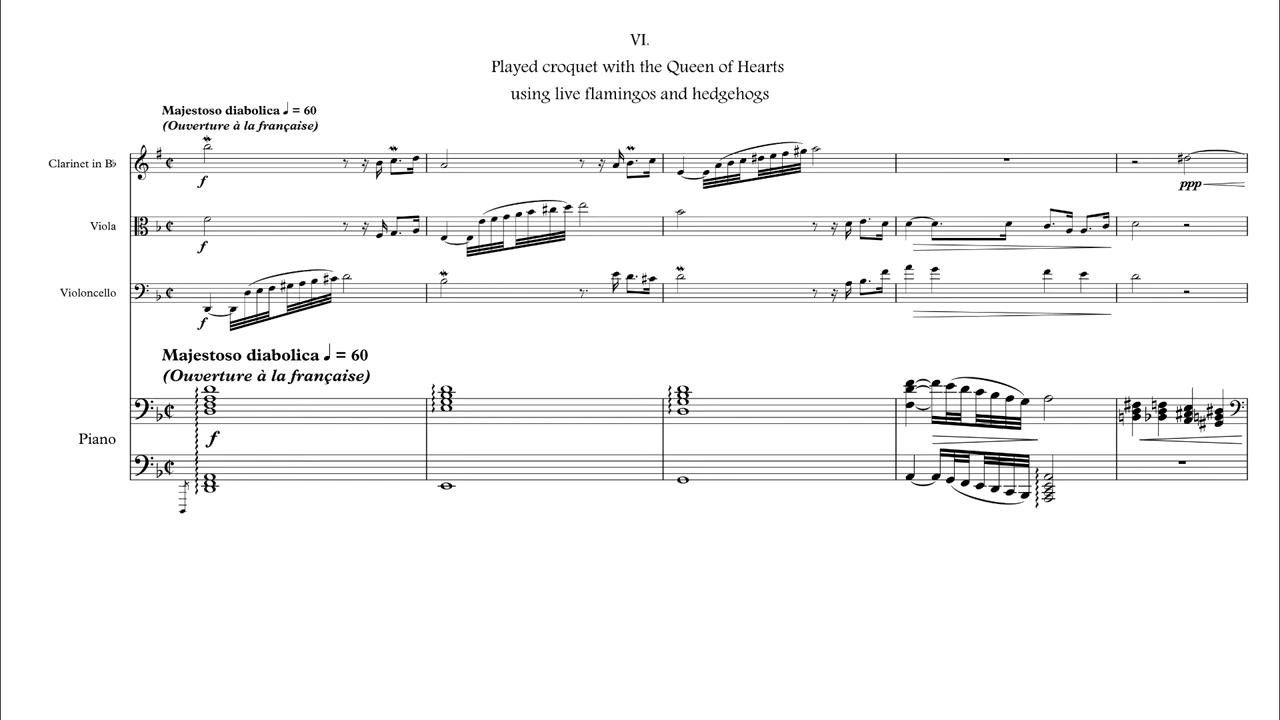 VI.
Played croquet with the Queen of Hearts
using live flamingos and hedgehogs
Majestoso diabolica ♩ = 60
(Ouverture à la française)
Clarinet in B♭
f
ppp
Viola
f
Violoncello
f
Majestoso diabolica ♩ = 60
(Ouverture à la française)
Piano
f